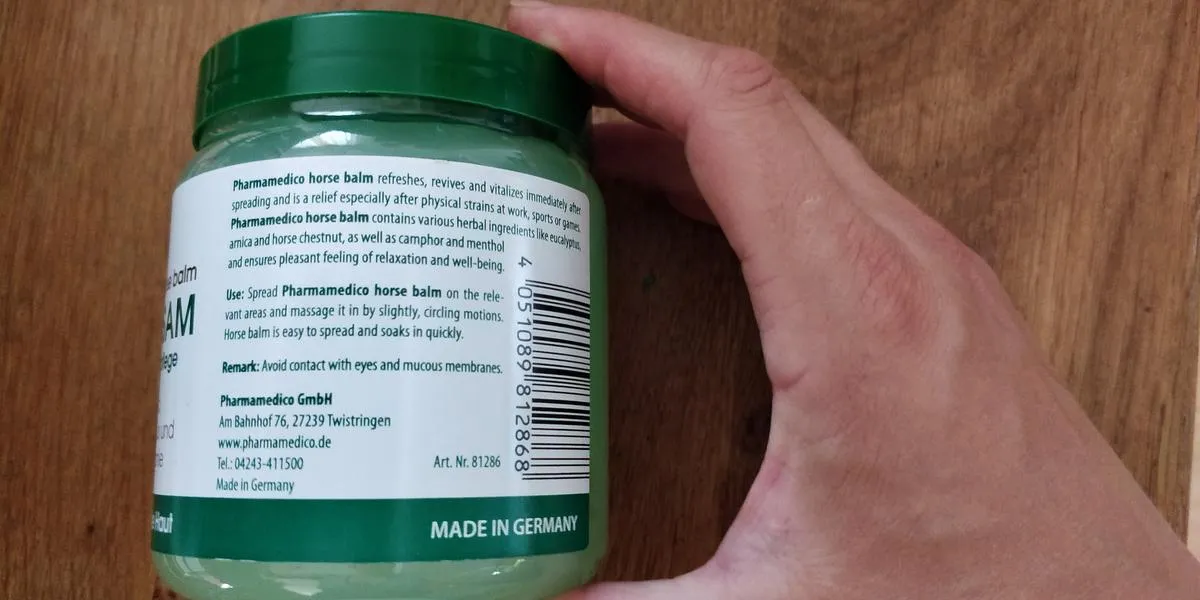 Pharmamedico horse balm refreshes, revives and vitalizes immediately after
spreading and is a relief especially after physical strains at work, sports or games.
Pharmamedico horse balm contains various herbal ingredients like eucalyptus,
arnica and horse chestnut, as well as camphor and menthol
and ensures pleasant feeling of relaxation and well-being.
Use: Spread Pharmamedico horse balm on the rele-
vant areas and massage it in by slightly, circling motions.
Horse balm is easy to spread and soaks in quickly.
Remark: Avoid contact with eyes and mucous membranes.
Pharmamedico GmbH
Am Bahnhof 76, 27239 Twistringen
www.pharmamedico.de
Tel.: 04243-411500
Art. Nr. 81286
Made in Germany
4 051089 812868
balm
AM
und
Haut
MADE IN GERMANY